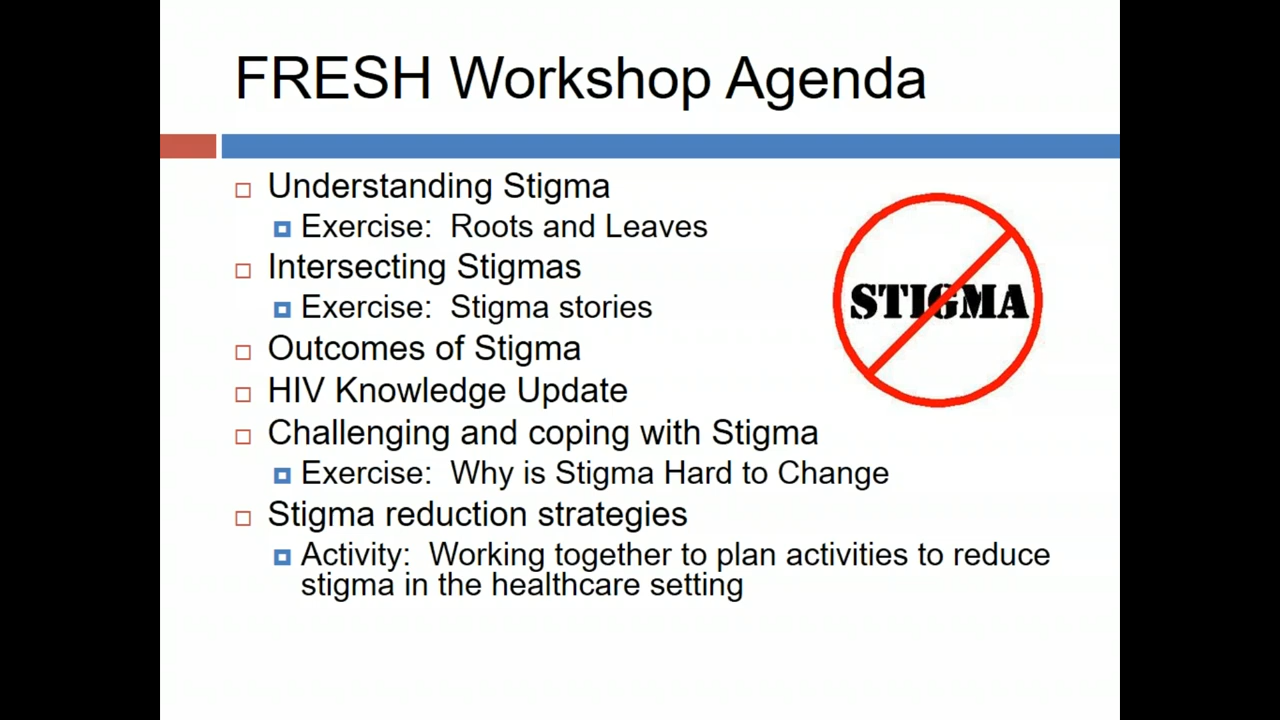 FRESH Workshop Agenda
Understanding Stigma
Exercise: Roots and Leaves
Intersecting Stigmas
Exercise: Stigma stories
STIGMA
Outcomes of Stigma
HIV Knowledge Update
Challenging and coping with Stigma
Exercise: Why is Stigma Hard to Change
Stigma reduction strategies
Activity: Working together to plan activities to reduce
stigma in the healthcare setting